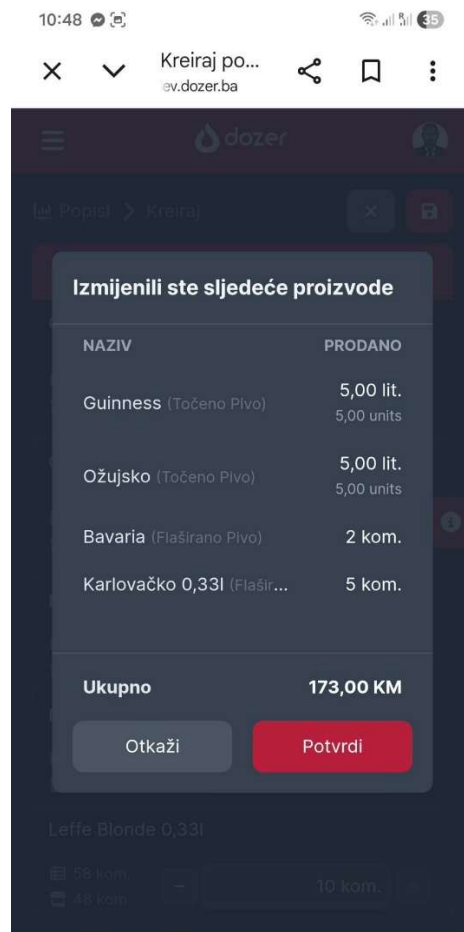 10:48
35
Kreiraj po...
ev.dozer.ba
dozer
Popisi > Kreiraj
Izmijenili ste sljedeće proizvode
NAZIV PRODANO
Guinness (Točeno Pivo) 5,00 lit.
5,00 units
Ožujsko (Točeno Pivo) 5,00 lit.
5,00 units
Bavaria (Flaširano Pivo) 2 kom.
Karlovačko 0,33l (Flašir... 5 kom.
Ukupno 173,00 KM
Otkaži Potvrdi
Leffe Blonde 0,33l
58 kom.
48 kom. − 10 kom.